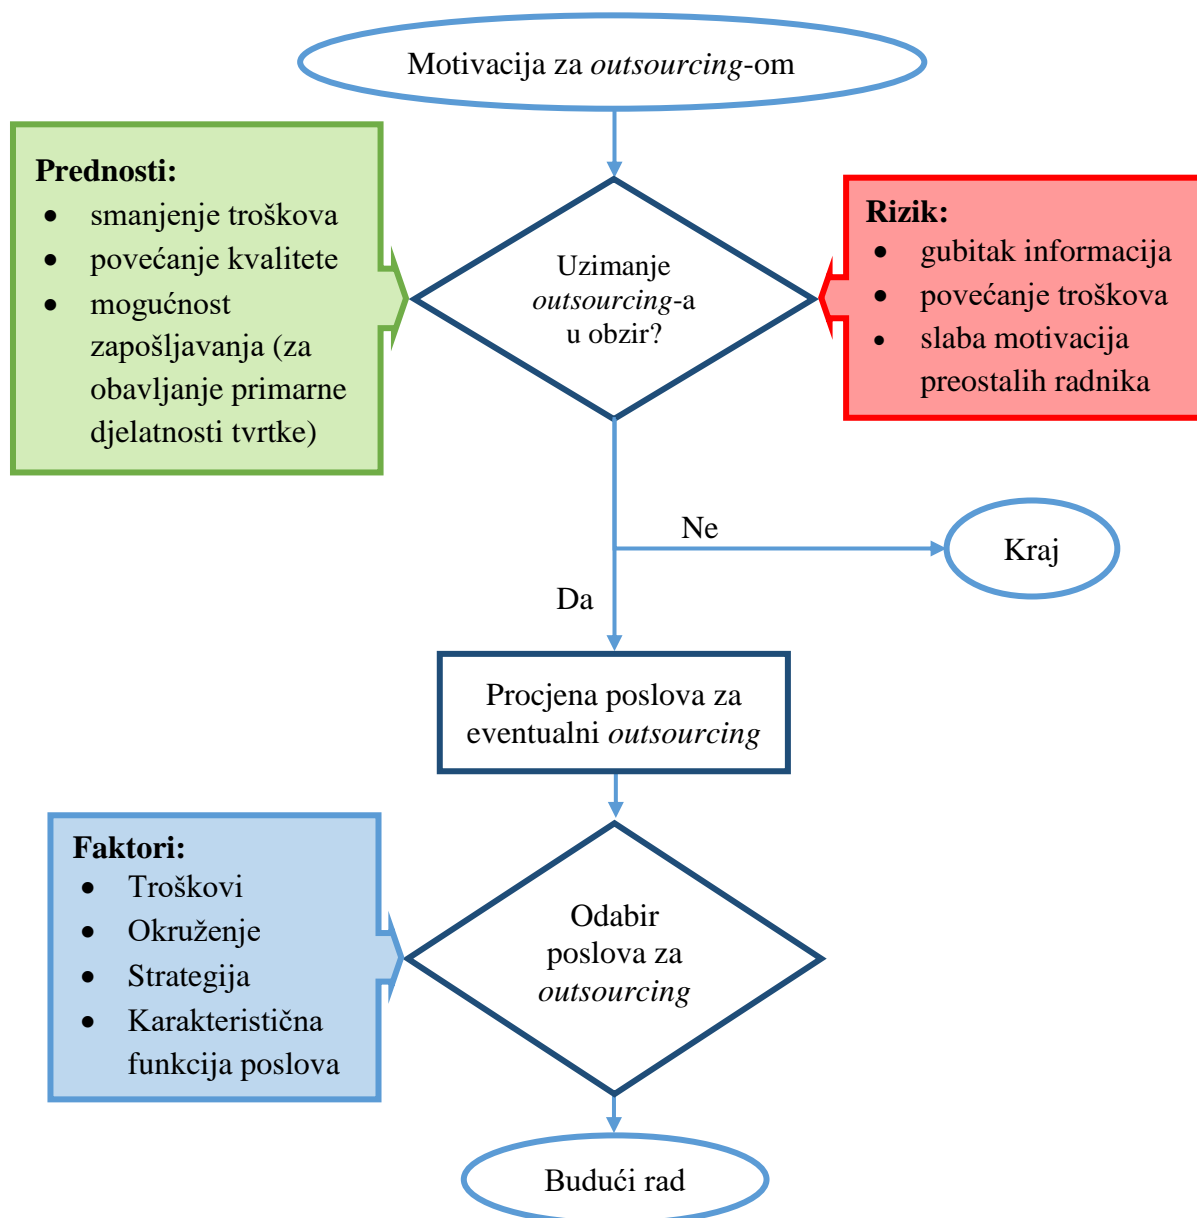 Motivacija za outsourcing-om
Prednosti:
• smanjenje troškova
• povećanje kvalitete
• mogućnost
zapošljavanja (za
obavljanje primarne
djelatnosti tvrtke)
Uzimanje
outsourcing-a
u obzir?
Rizik:
• gubitak informacija
• povećanje troškova
• slaba motivacija
preostalih radnika
Ne
Kraj
Da
Procjena poslova za
eventualni outsourcing
Faktori:
• Troškovi
• Okruženje
• Strategija
• Karakteristična
funkcija poslova
Odabir
poslova za
outsourcing
Budući rad